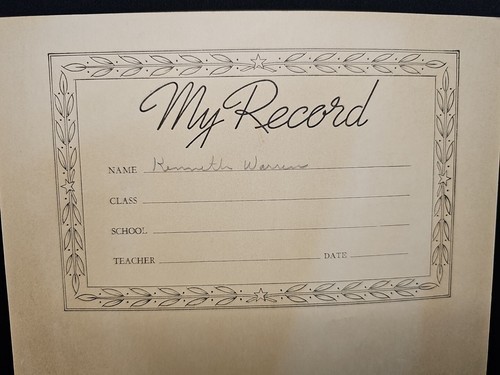 My Record
NAME Kenneth Warren
CLASS
SCHOOL
TEACHER DATE